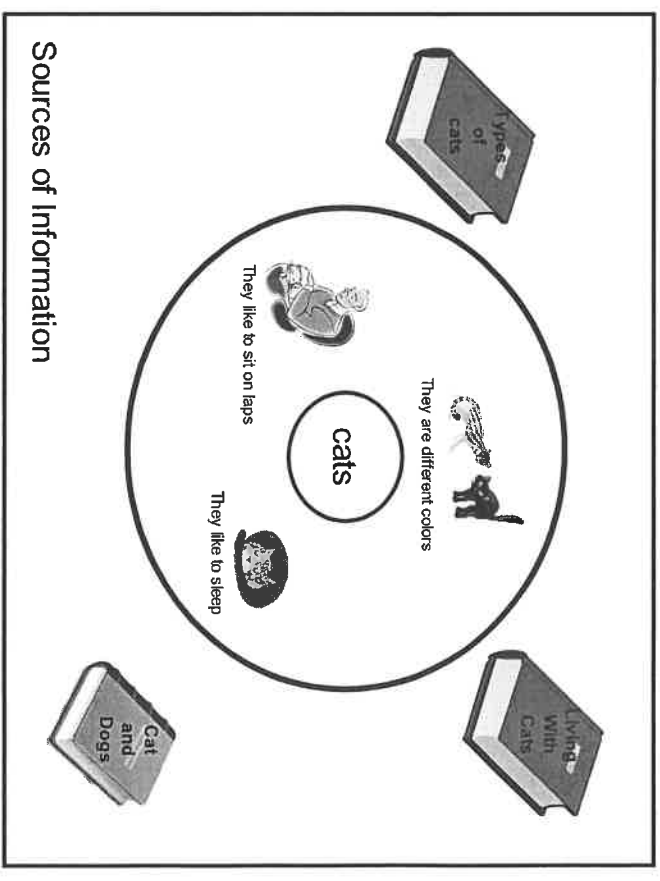 Types
of
cats
Living
With
Cats
They are different colors
cats
They like to sit on laps
They like to sleep
Cat
and
Dogs
Sources of Information